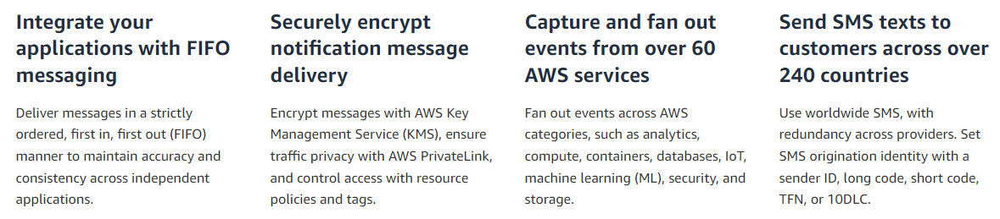 Integrate your
applications with FIFO
messaging
Deliver messages in a strictly
ordered, first in, first out (FIFO)
manner to maintain accuracy and
consistency across independent
applications.
Securely encrypt
notification message
delivery
Encrypt messages with AWS Key
Management Service (KMS), ensure
traffic privacy with AWS PrivateLink,
and control access with resource
policies and tags.
Capture and fan out
events from over 60
AWS services
Fan out events across AWS
categories, such as analytics,
compute, containers, databases, IoT,
machine learning (ML), security, and
storage.
Send SMS texts to
customers across over
240 countries
Use worldwide SMS, with
redundancy across providers. Set
SMS origination identity with a
sender ID, long code, short code,
TFN, or 10DLC.